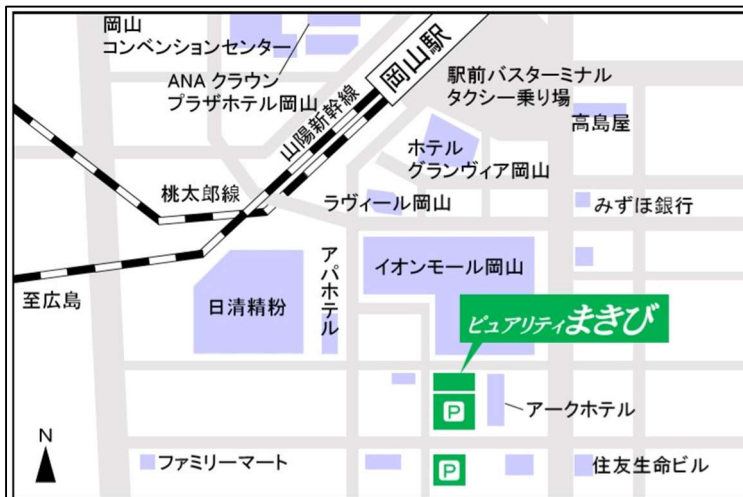 岡山
コンベンションセンター
ANA クラウン
プラザホテル岡山
山陽新幹線
岡山駅
駅前バスターミナル
タクシー乗り場
高島屋
ホテル
グランヴィア岡山
桃太郎線
ラヴィール岡山
みずほ銀行
至広島
日清精粉
アパホテル
イオンモール岡山
ピュアリティまきび
P
アークホテル
N
ファミリーマート
P
住友生命ビル